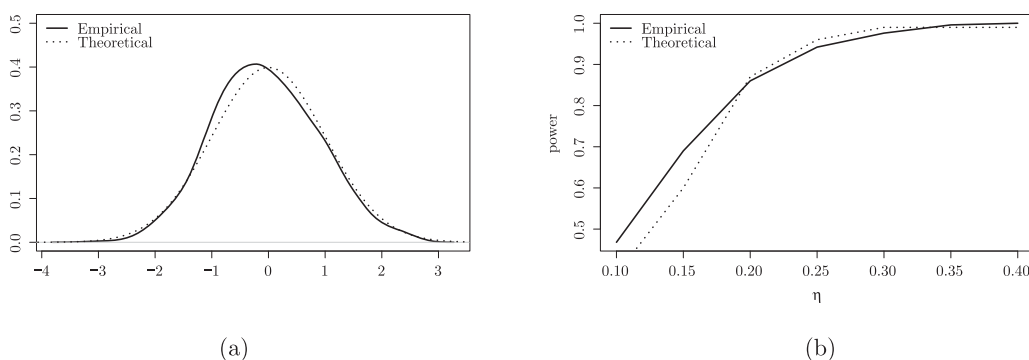 Empirical
Theoretical
0.0 0.1 0.2 0.3 0.4 0.5
−4 −3 −2 −1 0 1 2 3
(a)
Empirical
Theoretical
power
0.5 0.6 0.7 0.8 0.9 1.0
0.10 0.15 0.20 0.25 0.30 0.35 0.40
η
(b)